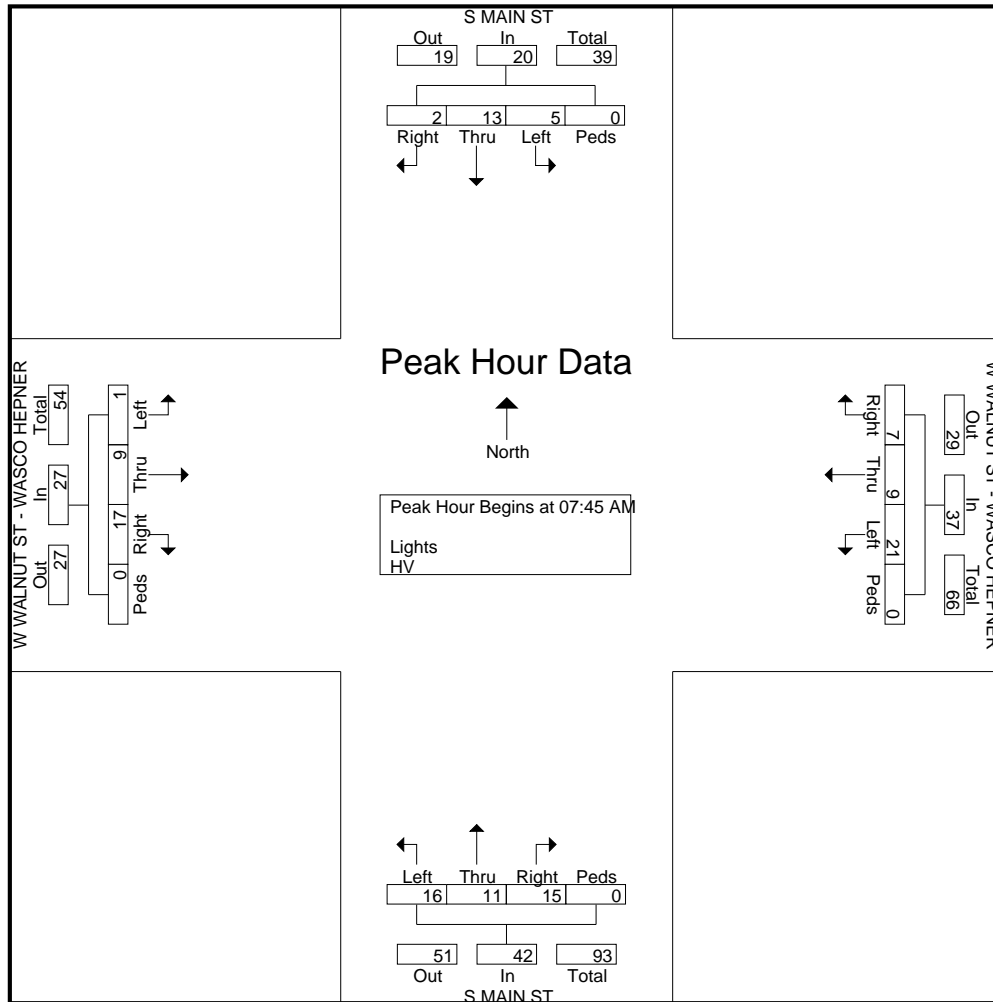 S MAIN ST
Out In Total
19 20 39
2 13 5 0
Right Thru Left Peds
W WALNUT ST - WASCO HEPNER
Total In Out
54 27 27
1 9 17 0
Left Thru Right Peds
Peak Hour Data
North
Peak Hour Begins at 07:45 AM
Lights
HV
Right Thru Left Peds
7 9 21 0
29 37 66
Out In Total
W WALNUT ST - WASCO HEPNER
Left Thru Right Peds
16 11 15 0
51 42 93
Out In Total
S MAIN ST